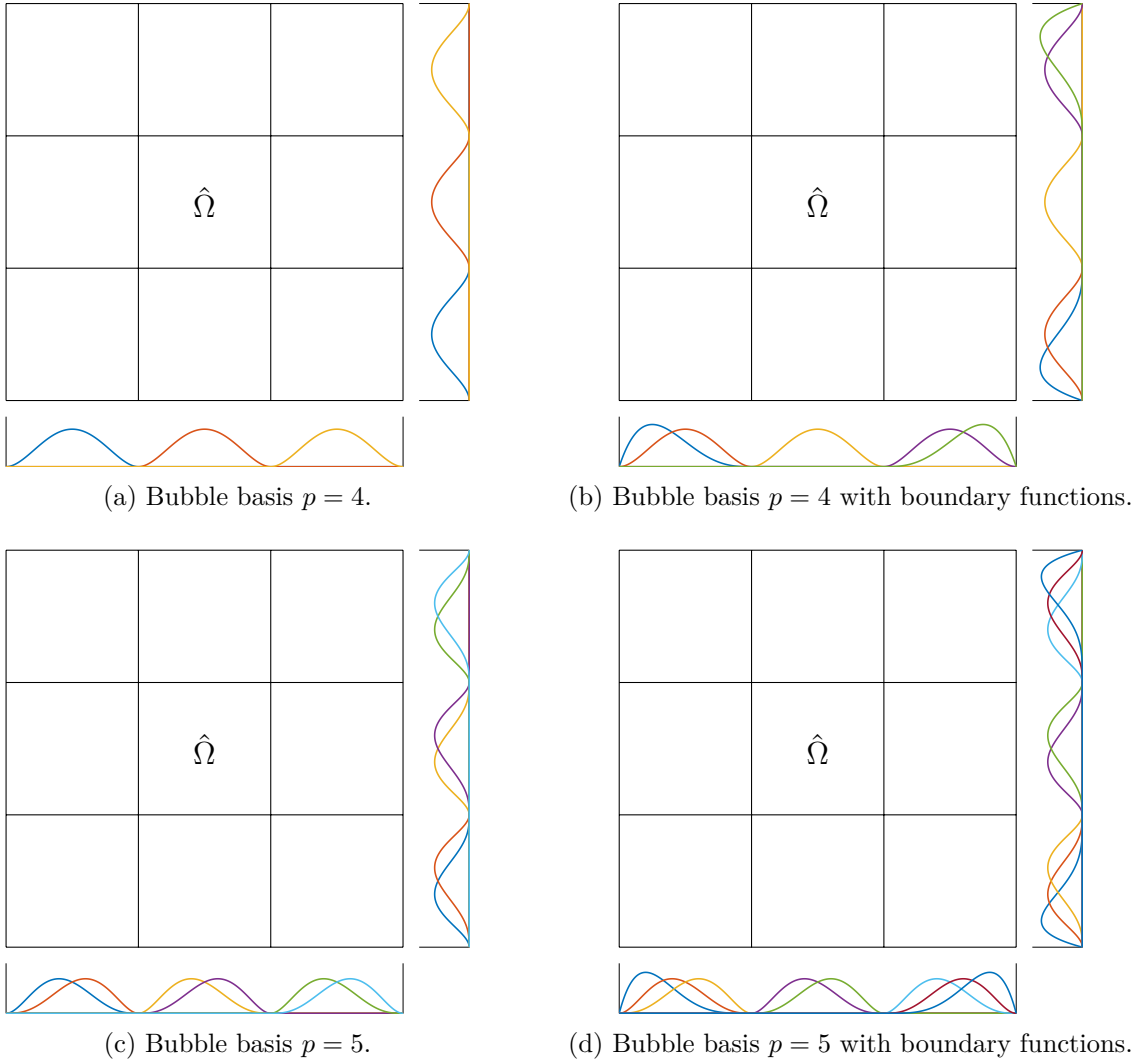 Ω̂
Ω̂
(a) Bubble basis p = 4.
(b) Bubble basis p = 4 with boundary functions.
Ω̂
Ω̂
(c) Bubble basis p = 5.
(d) Bubble basis p = 5 with boundary functions.